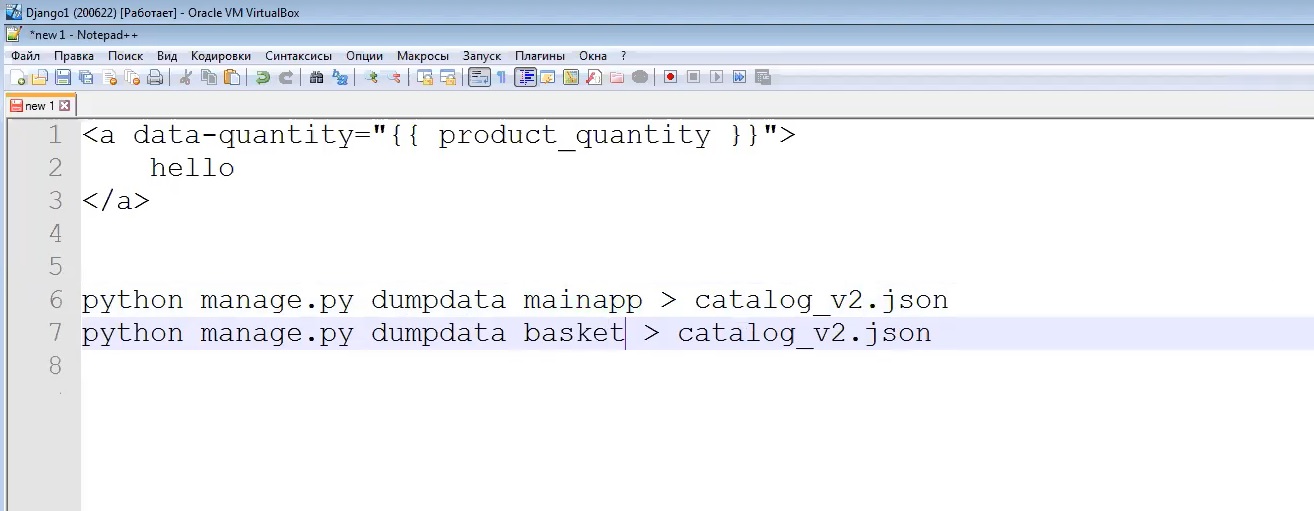 Django1 (200622) [Работает] - Oracle VM VirtualBox
*new 1 - Notepad++
Файл Правка Поиск Вид Кодировки Синтаксисы Опции Макросы Запуск Плагины Окна ?
new 1
1 <a data-quantity="{{ product_quantity }}">
2 hello
3 </a>
4
5
6 python manage.py dumpdata mainapp > catalog_v2.json
7 python manage.py dumpdata basket > catalog_v2.json
8